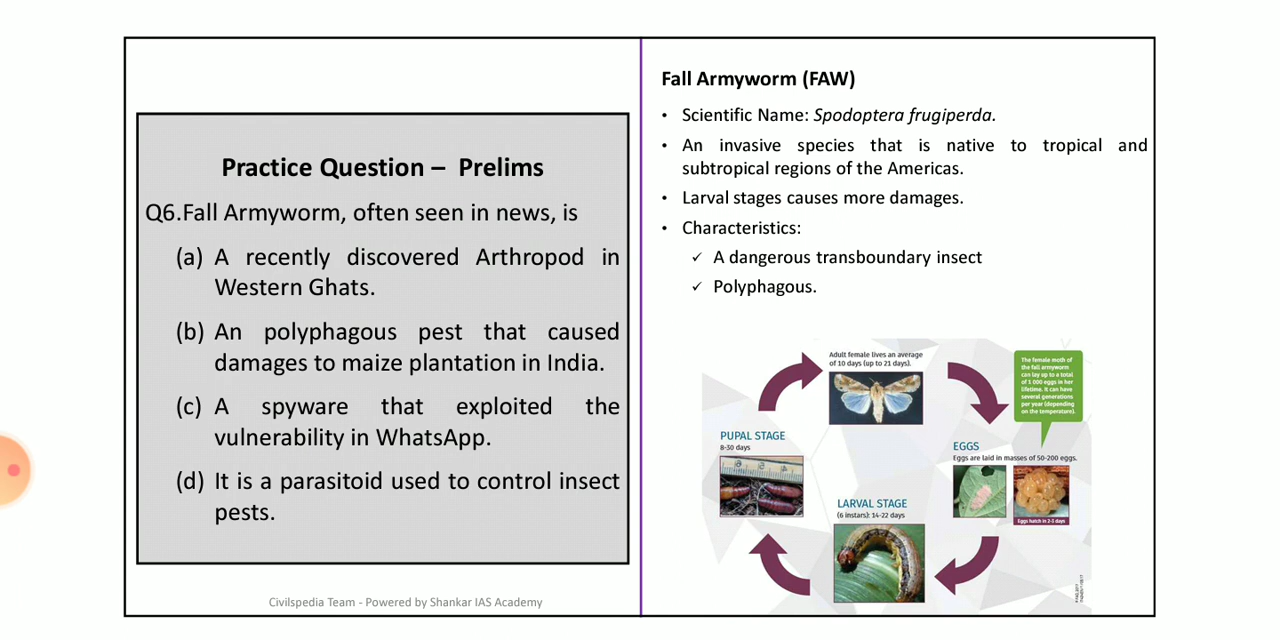 Practice Question – Prelims
Q6.Fall Armyworm, often seen in news, is
(a) A recently discovered Arthropod in
Western Ghats.
(b) An polyphagous pest that caused
damages to maize plantation in India.
(c) A spyware that exploited the
vulnerability in WhatsApp.
(d) It is a parasitoid used to control insect
pests.
Civilspedia Team - Powered by Shankar IAS Academy
Fall Armyworm (FAW)
• Scientific Name: Spodoptera frugiperda.
• An invasive species that is native to tropical and
subtropical regions of the Americas.
• Larval stages causes more damages.
• Characteristics:
✓ A dangerous transboundary insect
✓ Polyphagous.
Adult female lives an average
of 10 days (up to 21 days).
The female moth of
the fall armyworm
can lay up to a total
of 1 000 eggs in her
lifetime. It can have
several generations
per year (depending
on the temperature).
EGGS
Eggs are laid in masses of 50-200 eggs.
Eggs hatch in 2-3 days
LARVAL STAGE
(6 instars): 14-22 days
PUPAL STAGE
8-30 days